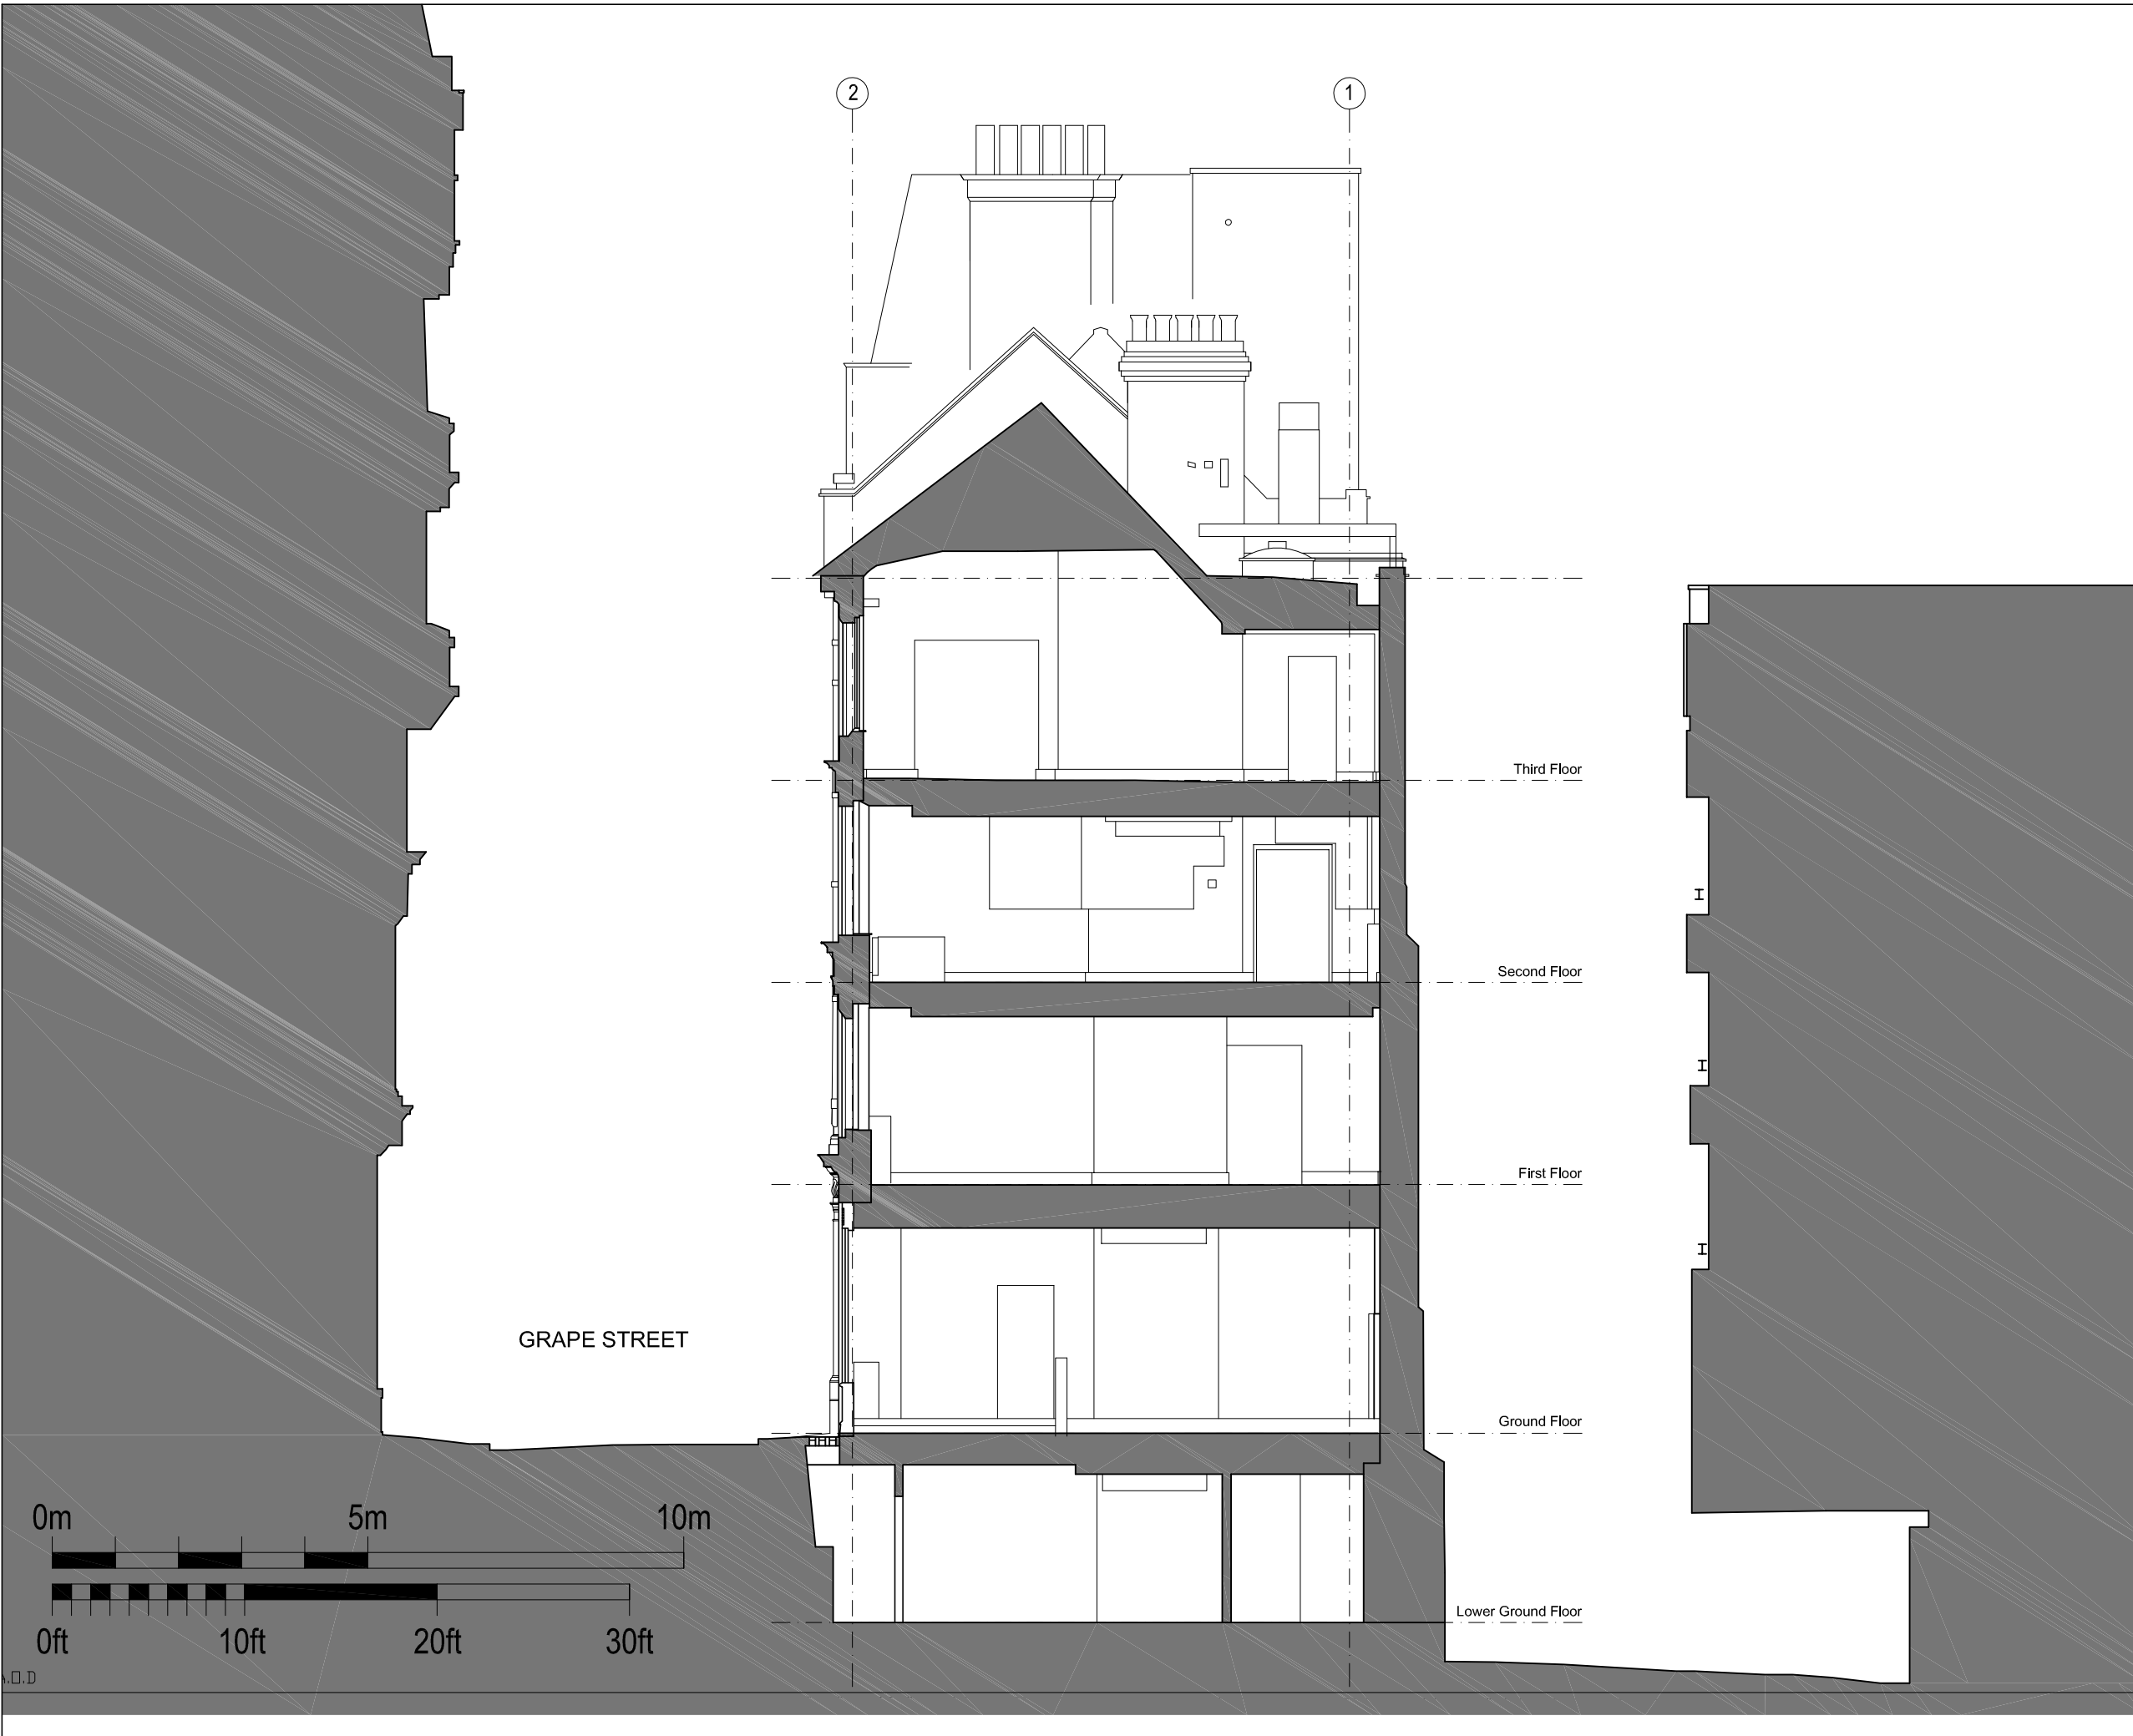 2 1
Third Floor
Second Floor
First Floor
GRAPE STREET
Ground Floor
0m 5m 10m
Lower Ground Floor
0ft 10ft 20ft 30ft
.O.D